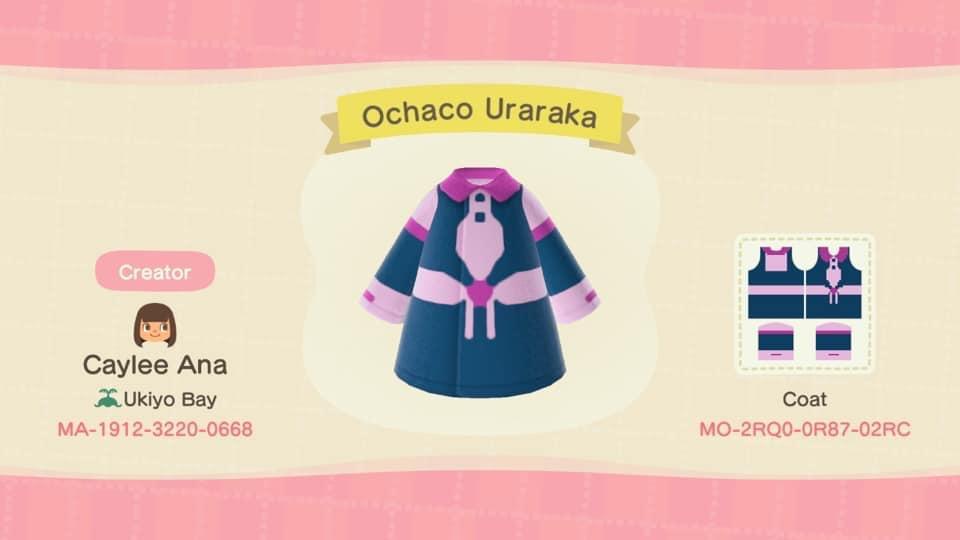 Ochaco Uraraka
Creator
Caylee Ana
Ukiyo Bay
MA-1912-3220-0668
Coat
MO-2RQ0-0R87-02RC